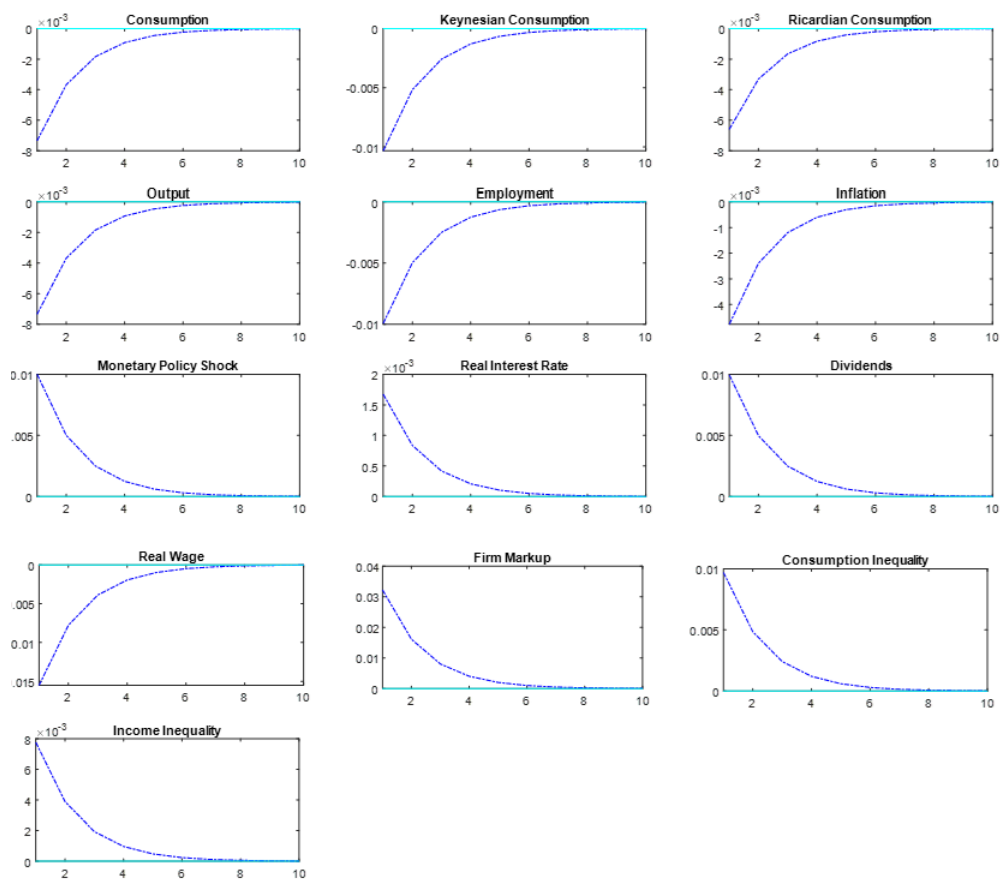 Consumption
Keynesian Consumption
Ricardian Consumption
×10⁻³
0
-2
-4
-6
-8
2 4 6 8 10
0
-0.005
-0.01
2 4 6 8 10
×10⁻³
0
-2
-4
-6
-8
2 4 6 8 10
Output
Employment
Inflation
×10⁻³
0
-2
-4
-6
-8
2 4 6 8 10
0
-0.005
-0.01
2 4 6 8 10
×10⁻³
0
-1
-2
-3
-4
2 4 6 8 10
Monetary Policy Shock
Real Interest Rate
Dividends
0.01
.005
0
2 4 6 8 10
×10⁻³
2
1.5
1
0.5
0
2 4 6 8 10
0.01
0.005
0
2 4 6 8 10
Real Wage
Firm Markup
Consumption Inequality
0
.005
0.01
.015
2 4 6 8 10
0.04
0.03
0.02
0.01
0
2 4 6 8 10
0.01
0.005
0
2 4 6 8 10
Income Inequality
×10⁻³
8
6
4
2
0
2 4 6 8 10